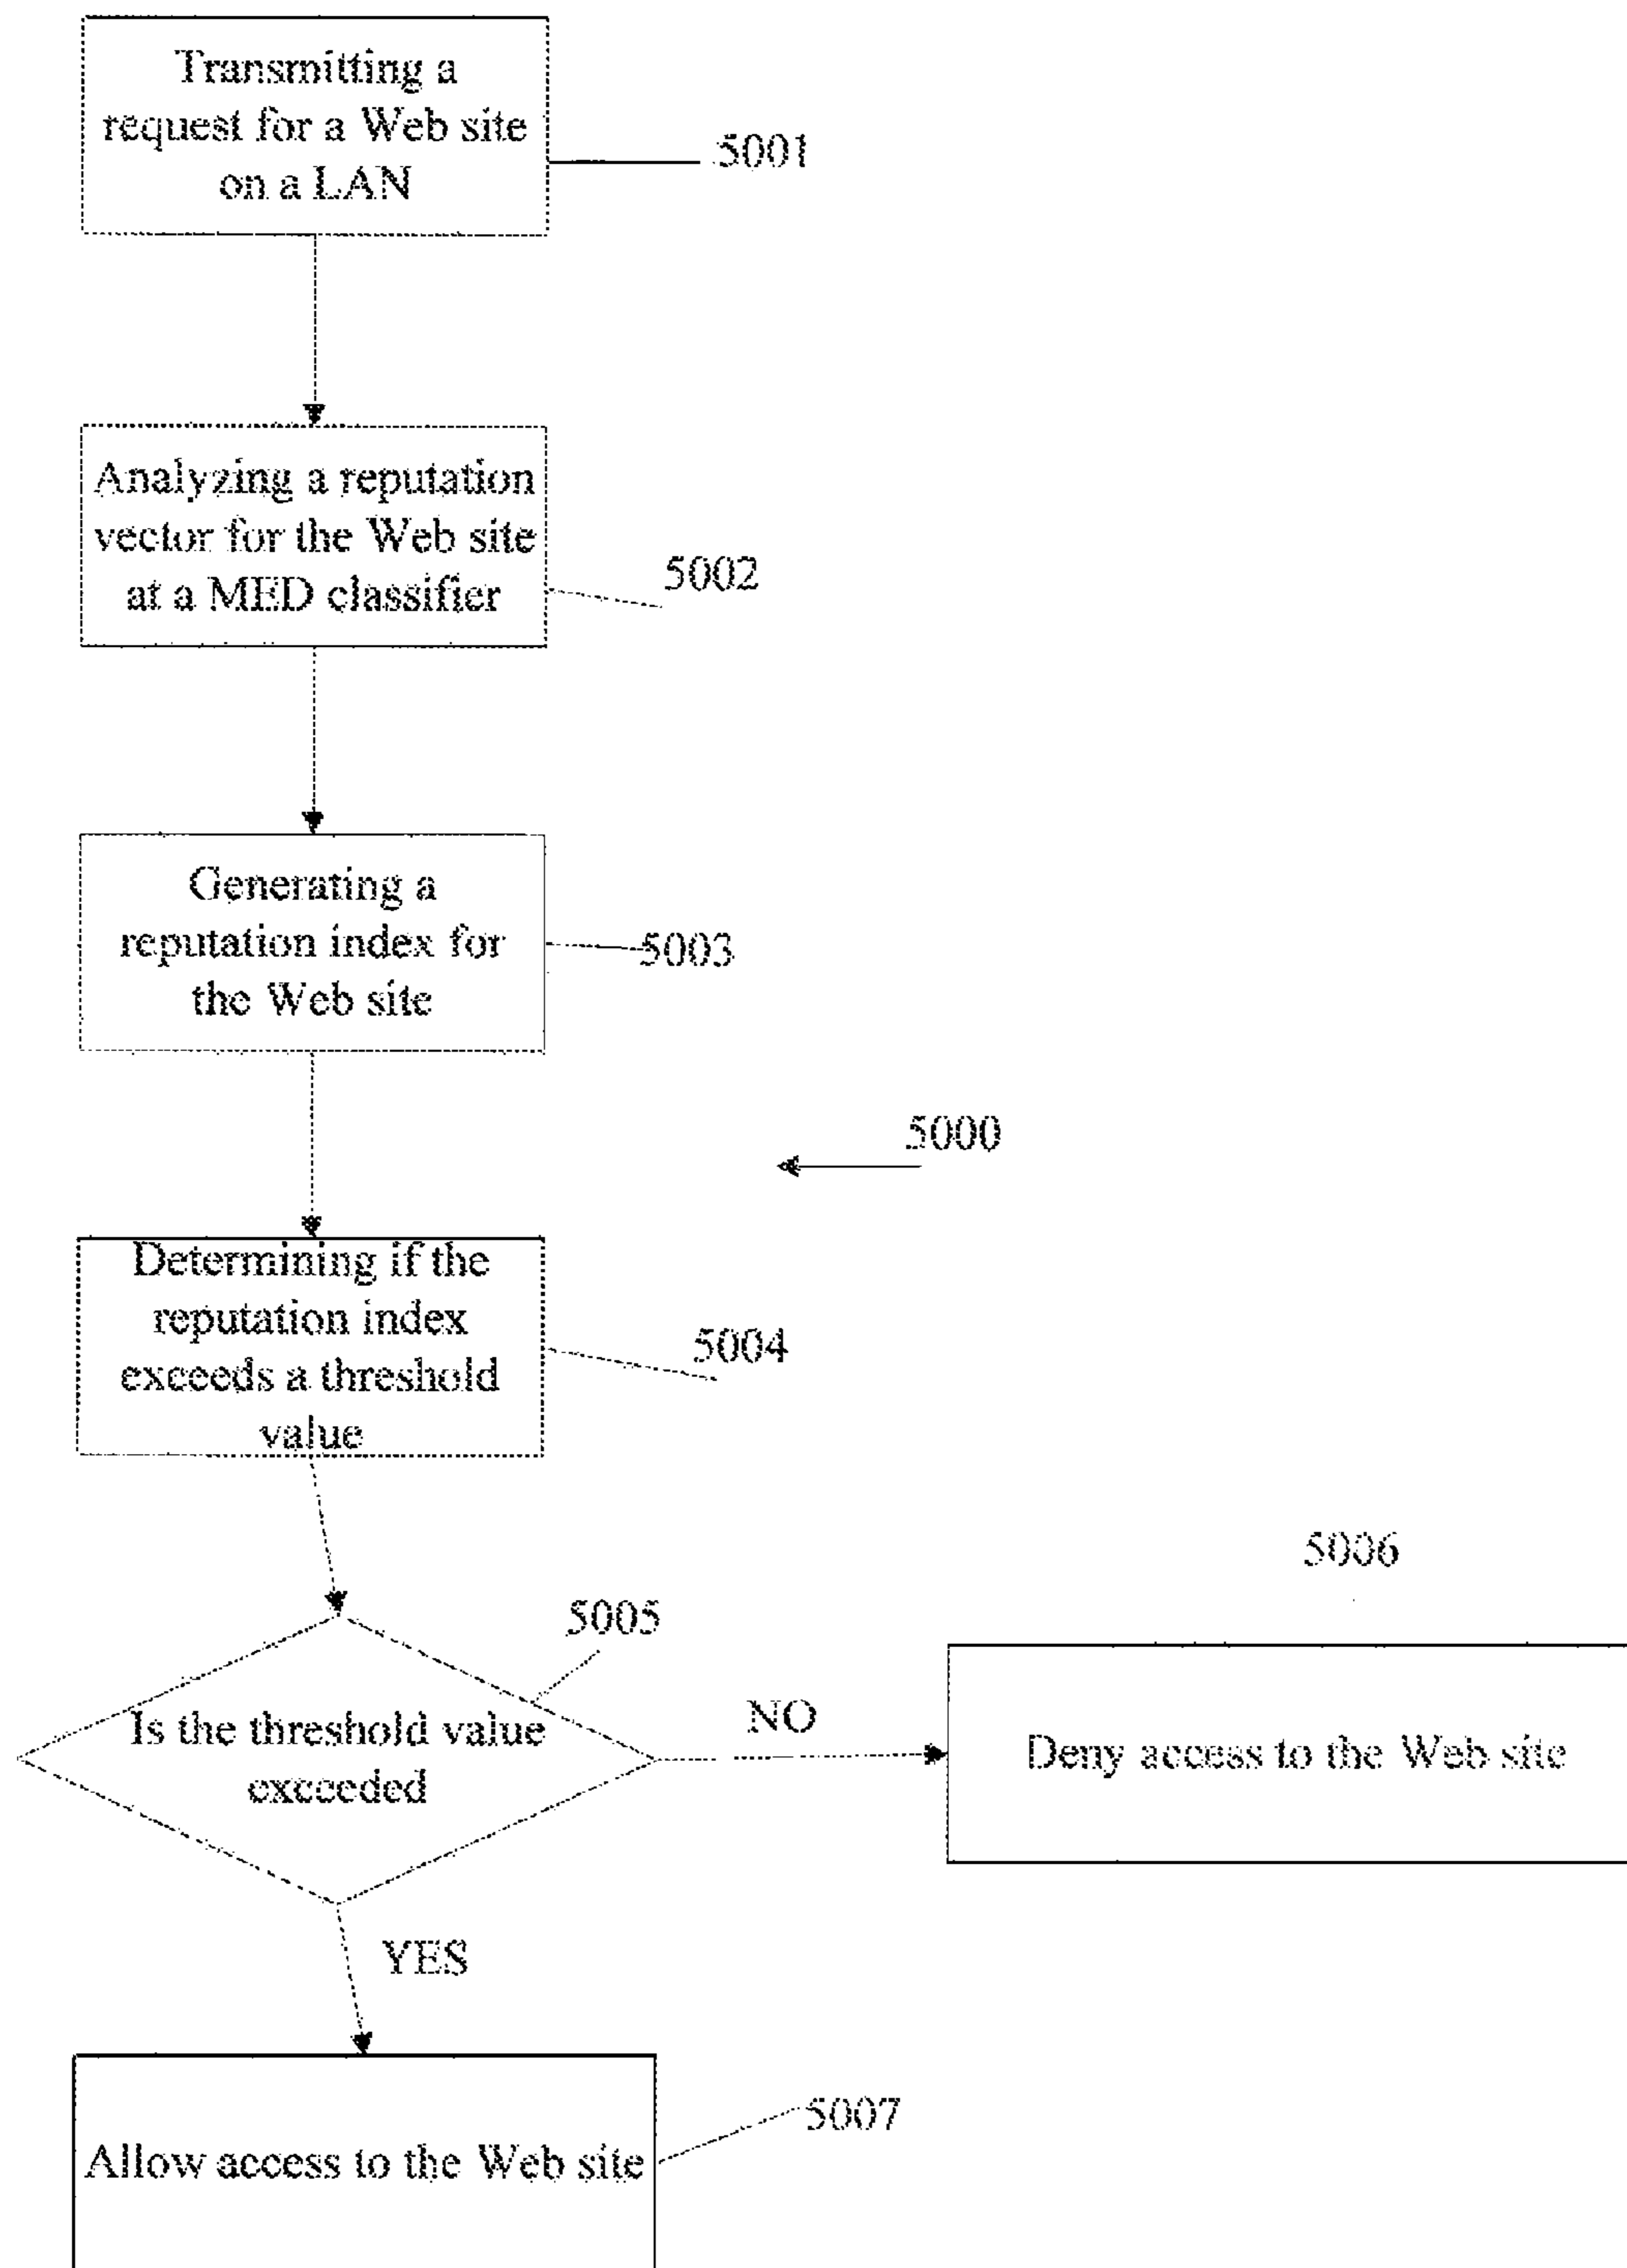 Transmitting a
request for a Web site
on a LAN
5001
Analyzing a reputation
vector for the Web site
at a MED classifier
5002
Generating a
reputation index for
the Web site
5003
5000
Determining if the
reputation index
exceeds a threshold
value
5004
5005
Is the threshold value
exceeded
NO
5006
Deny access to the Web site
YES
Allow access to the Web site
5007